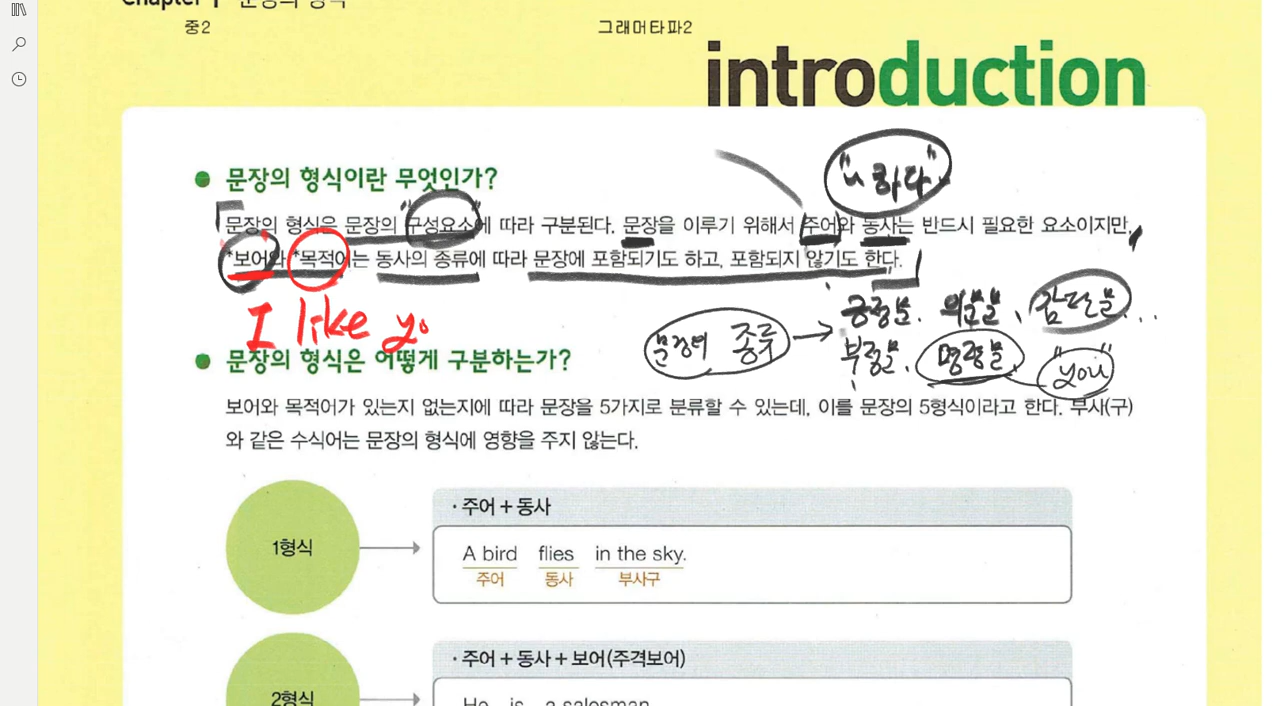 Chapter 1 문장의 형식
중2 그래머타파2
introduction
"~하다"
문장의 형식이란 무엇인가?
문장의 형식은 문장의 구성요소에 따라 구분된다. 문장을 이루기 위해서 주어와 동사는 반드시 필요한 요소이지만,
*보어와 *목적어는 동사의 종류에 따라 문장에 포함되기도 하고, 포함되지 않기도 한다.
긍정문. 의문문, 감탄문...
I like yo
문장의 종류 → 부정문. 명령문. "you"
문장의 형식은 어떻게 구분하는가?
보어와 목적어가 있는지 없는지에 따라 문장을 5가지로 분류할 수 있는데, 이를 문장의 5형식이라고 한다. 부사(구)
와 같은 수식어는 문장의 형식에 영향을 주지 않는다.
· 주어 + 동사
1형식
A bird flies in the sky.
주어 동사 부사구
· 주어 + 동사 + 보어(주격보어)
2형식
He is a salesman.